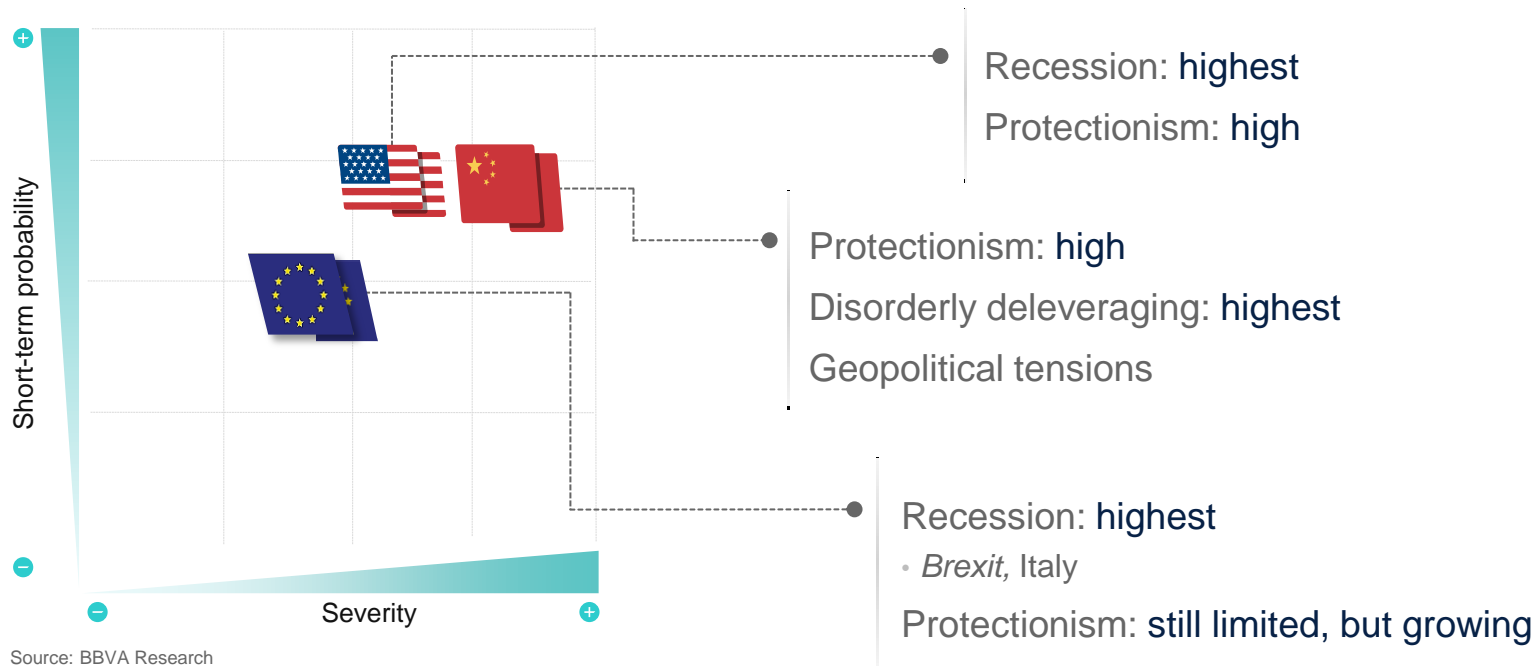 +
Short-term probability
−
−
Severity
+
Recession: highest
Protectionism: high
Protectionism: high
Disorderly deleveraging: highest
Geopolitical tensions
Recession: highest
• Brexit, Italy
Protectionism: still limited, but growing
Source: BBVA Research